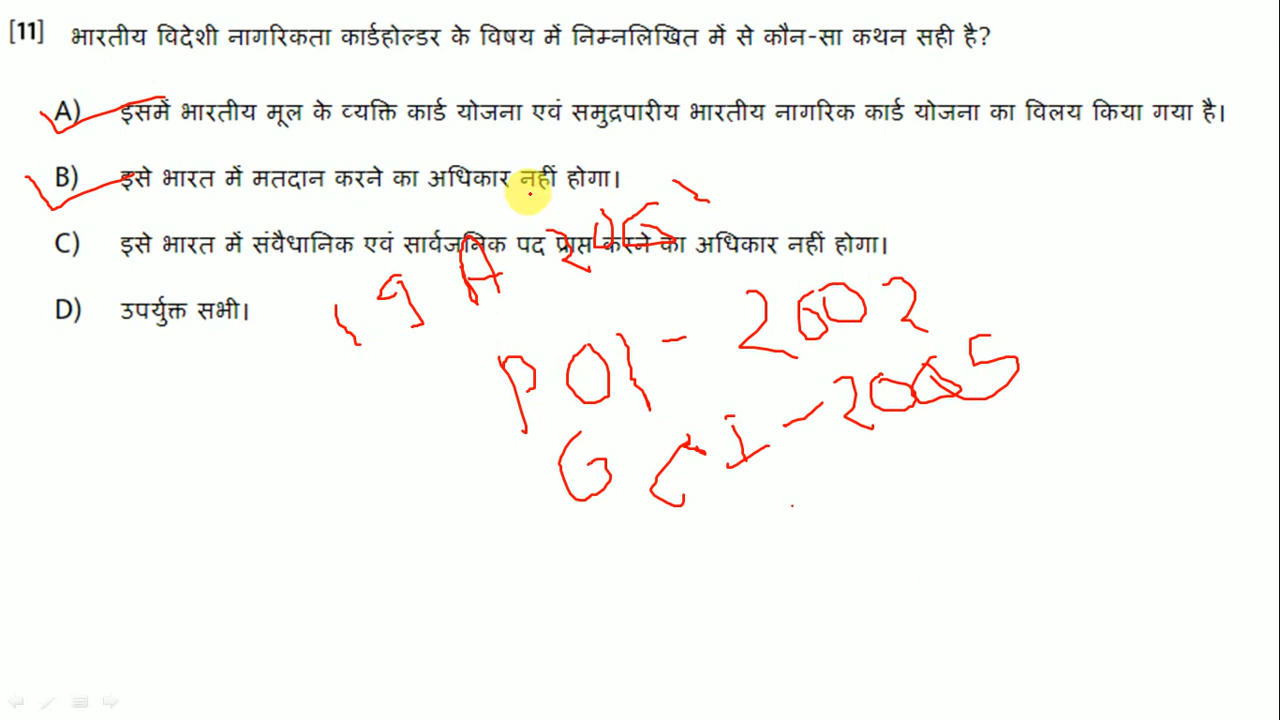 [11] भारतीय विदेशी नागरिकता कार्डहोल्डर के विषय में निम्नलिखित में से कौन-सा कथन सही है?
A) इसमें भारतीय मूल के व्यक्ति कार्ड योजना एवं समुद्रपारीय भारतीय नागरिक कार्ड योजना का विलय किया गया है।
B) इसे भारत में मतदान करने का अधिकार नहीं होगा।
C) इसे भारत में संवैधानिक एवं सार्वजनिक पद प्राप्त करने का अधिकार नहीं होगा।
D) उपर्युक्त सभी।
POI - 2002
CI - 2005